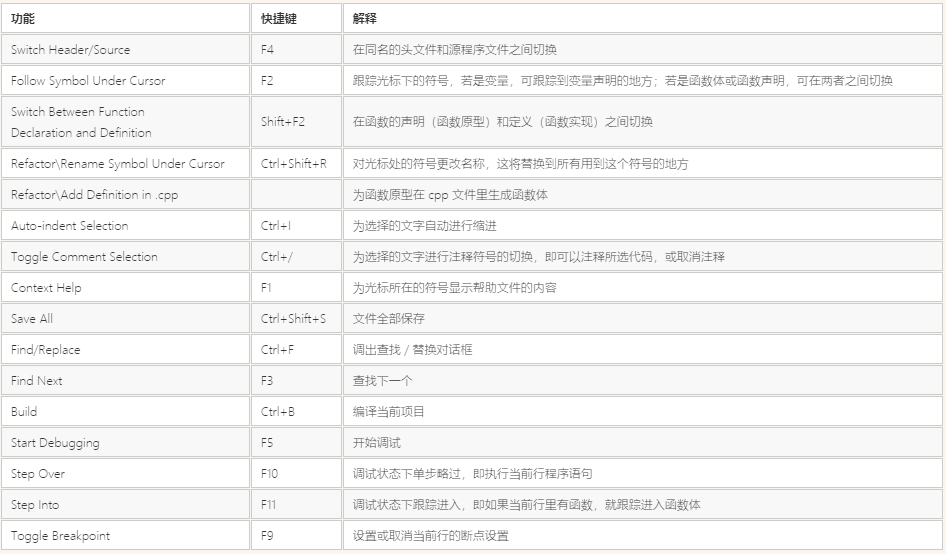 功能 快捷键 解释
Switch Header/Source F4 在同名的头文件和源程序文件之间切换
Follow Symbol Under Cursor F2 跟踪光标下的符号，若是变量，可跟踪到变量声明的地方；若是函数体或函数声明，可在两者之间切换
Switch Between Function
Declaration and Definition Shift+F2 在函数的声明（函数原型）和定义（函数实现）之间切换
Refactor\Rename Symbol Under Cursor Ctrl+Shift+R 对光标处的符号更改名称，这将替换到所有用到这个符号的地方
Refactor\Add Definition in .cpp 为函数原型在 cpp 文件里生成函数体
Auto-indent Selection Ctrl+I 为选择的文字自动进行缩进
Toggle Comment Selection Ctrl+/ 为选择的文字进行注释符号的切换，即可以注释所选代码，或取消注释
Context Help F1 为光标所在的符号显示帮助文件的内容
Save All Ctrl+Shift+S 文件全部保存
Find/Replace Ctrl+F 调出查找 / 替换对话框
Find Next F3 查找下一个
Build Ctrl+B 编译当前项目
Start Debugging F5 开始调试
Step Over F10 调试状态下单步略过，即执行当前行程序语句
Step Into F11 调试状态下跟踪进入，即如果当前行里有函数，就跟踪进入函数体
Toggle Breakpoint F9 设置或取消当前行的断点设置